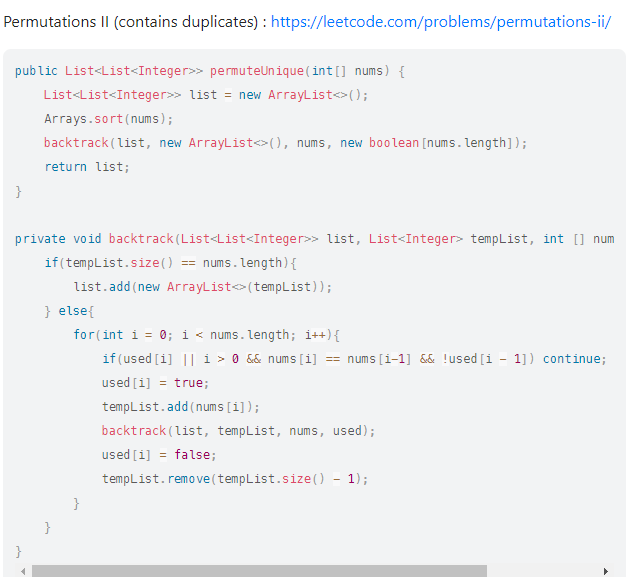 Permutations II (contains duplicates) : https://leetcode.com/problems/permutations-ii/
public List<List<Integer>> permuteUnique(int[] nums) {
    List<List<Integer>> list = new ArrayList<>();
    Arrays.sort(nums);
    backtrack(list, new ArrayList<>(), nums, new boolean[nums.length]);
    return list;
}

private void backtrack(List<List<Integer>> list, List<Integer> tempList, int [] num
    if(tempList.size() == nums.length){
        list.add(new ArrayList<>(tempList));
    } else{
        for(int i = 0; i < nums.length; i++){
            if(used[i] || i > 0 && nums[i] == nums[i-1] && !used[i - 1]) continue;
            used[i] = true;
            tempList.add(nums[i]);
            backtrack(list, tempList, nums, used);
            used[i] = false;
            tempList.remove(tempList.size() - 1);
        }
    }
}